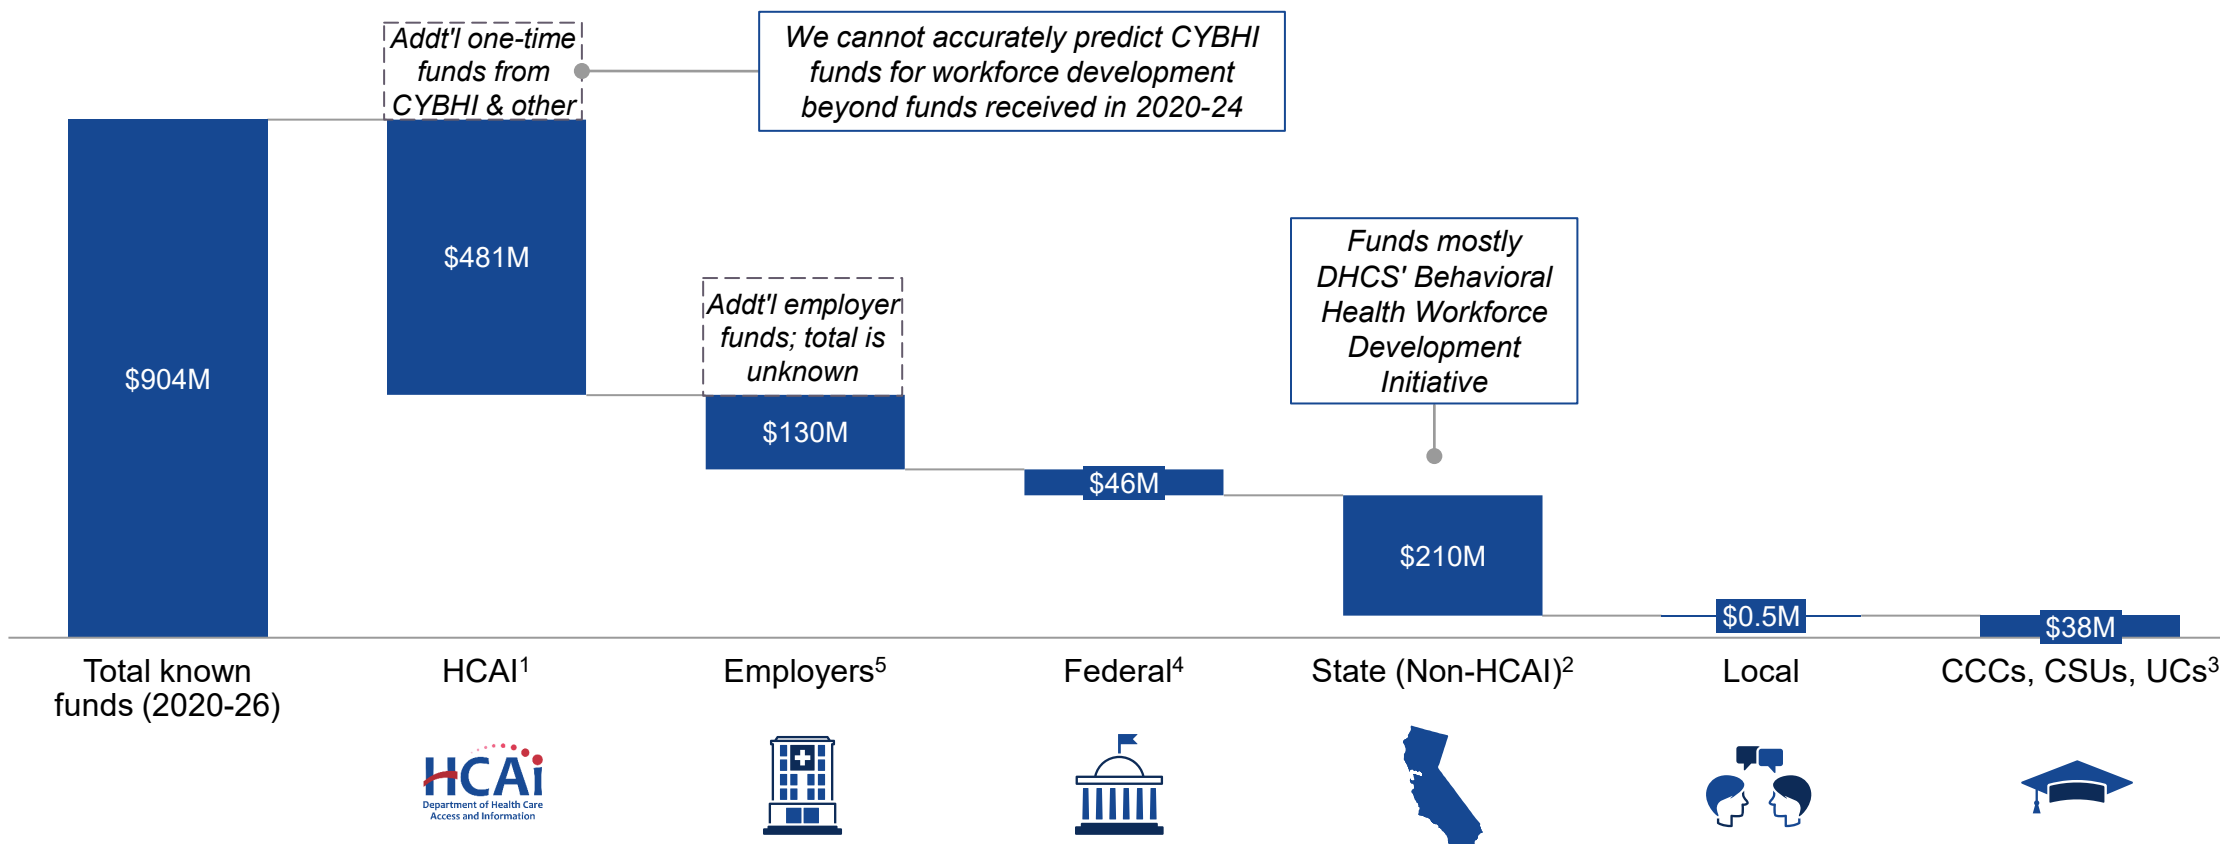 Addt'l one-time
funds from
CYBHI & other
We cannot accurately predict CYBHI
funds for workforce development
beyond funds received in 2020-24
$904M
$481M
Addt'l employer
funds; total is
unknown
$130M
$46M
Funds mostly
DHCS' Behavioral
Health Workforce
Development
Initiative
$210M
$0.5M
$38M
Total known
funds (2020-26)
HCAI¹
Employers⁵
Federal⁴
State (Non-HCAI)²
Local
CCCs, CSUs, UCs³
HCAi
Department of Health Care
Access and Information